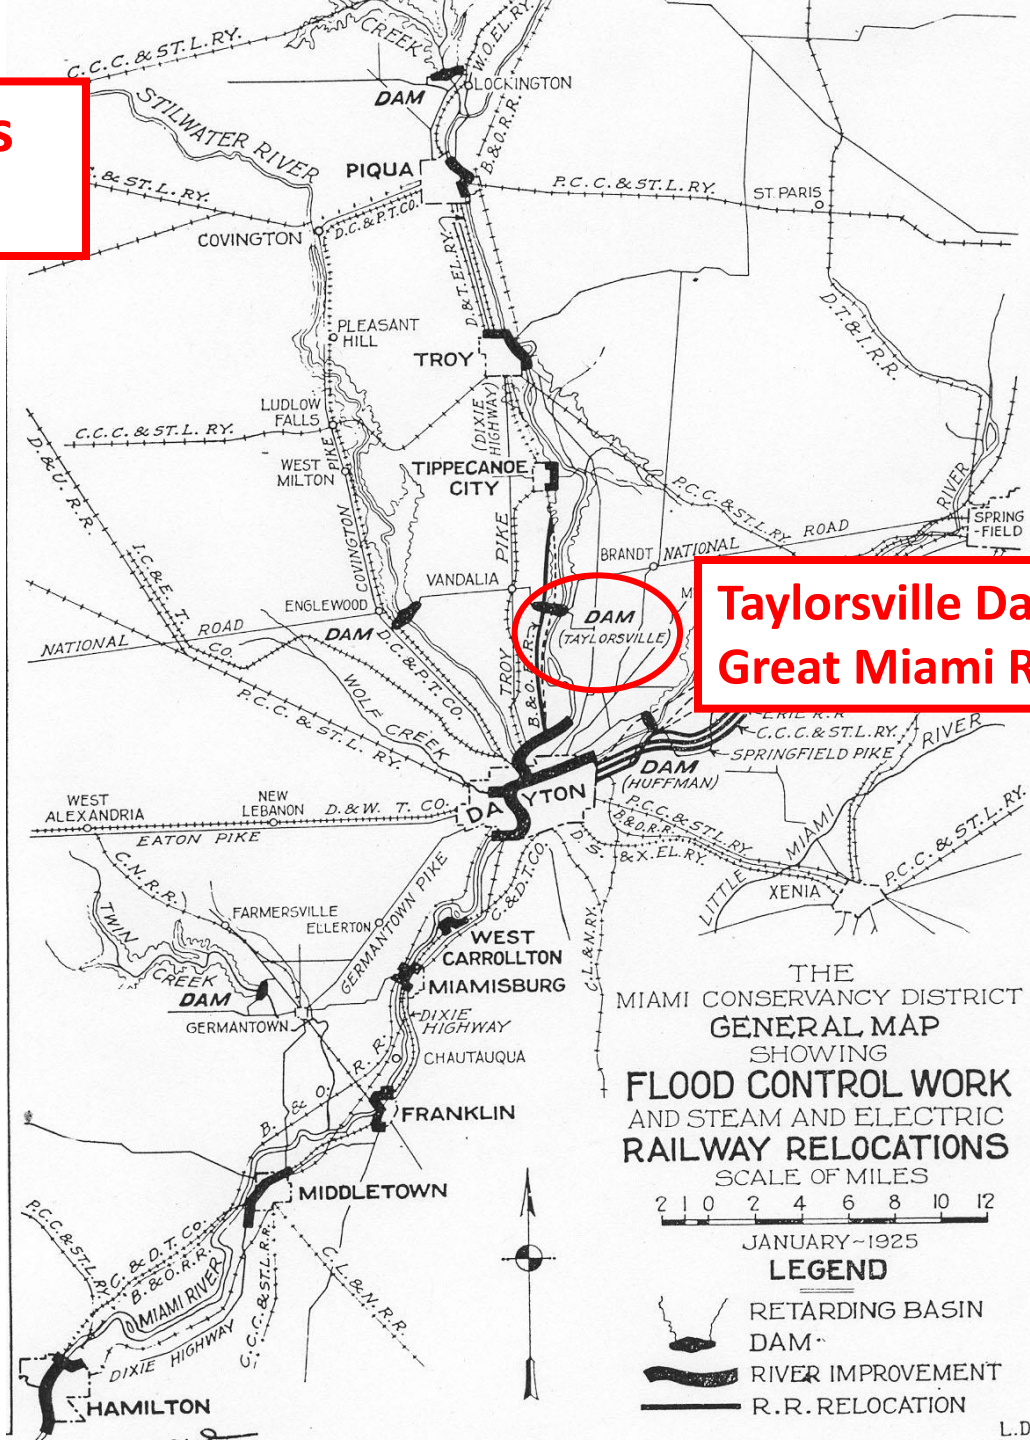 CREEK
W.O.EL.RY.
C.C.C. & ST. L. RY.
LOCKINGTON
DAM
S
STILWATER RIVER
B. & O. R. R.
PIQUA
& ST. L. RY.
P. C. C. & ST. L. RY.
ST. PARIS
D. C. & P. T. CO.
COVINGTON
D. & T. EL. RY.
D. T. & I. R. R.
PLEASANT
HILL
TROY
LUDLOW
FALLS
(DIXIE
HIGHWAY)
C.C.C. & ST. L. RY.
D. & U. R. R.
WEST
MILTON
COVINGTON PIKE
TIPPECANOE
CITY
P.C.C. & ST. L. RY.
RIVER
SPRING
-FIELD
I. C. & E. T. CO.
BRANDT
NATIONAL ROAD
VANDALIA
ENGLEWOOD
DAM
NATIONAL ROAD
TROY PIKE
DAM
(TAYLORSVILLE)
B. & O. R. R.
M
Taylorsville Da
Great Miami R
D. C. & P. T. CO.
WOLF CREEK
P. C. C. & ST. L. RY.
ERIE R.R
C.C.C. & ST. L. RY.
SPRINGFIELD PIKE
RIVER
DAM
(HUFFMAN)
DAYTON
WEST
ALEXANDRIA
NEW
LEBANON
D. & W. T. CO.
EATON PIKE
P.C.C. & ST. L. RY.
B. & O. R. R.
D. S. & X. EL. RY.
LITTLE MIAMI
P. C. C. & ST. L. RY.
XENIA
C. N. R. R.
TWIN CREEK
FARMERSVILLE
ELLERTON
GERMANTOWN PIKE
C. & D. T. CO.
C. L. & N. RY.
WEST
CARROLLTON
MIAMISBURG
DAM
GERMANTOWN
DIXIE
HIGHWAY
CHAUTAUQUA
B. & O. R. R.
FRANKLIN
MIDDLETOWN
P.C.C. & ST. L. RY.
C. & D. T. CO.
B. & O. R. R.
MIAMI RIVER
DIXIE HIGHWAY
C. C. C. & ST. L. R. R.
C. L. & N. R. R.
HAMILTON
THE
MIAMI CONSERVANCY DISTRICT
GENERAL MAP
SHOWING
FLOOD CONTROL WORK
AND STEAM AND ELECTRIC
RAILWAY RELOCATIONS
SCALE OF MILES
2 1 0 2 4 6 8 10 12
JANUARY~1925
LEGEND
RETARDING BASIN
DAM
RIVER IMPROVEMENT
R.R. RELOCATION
L.D